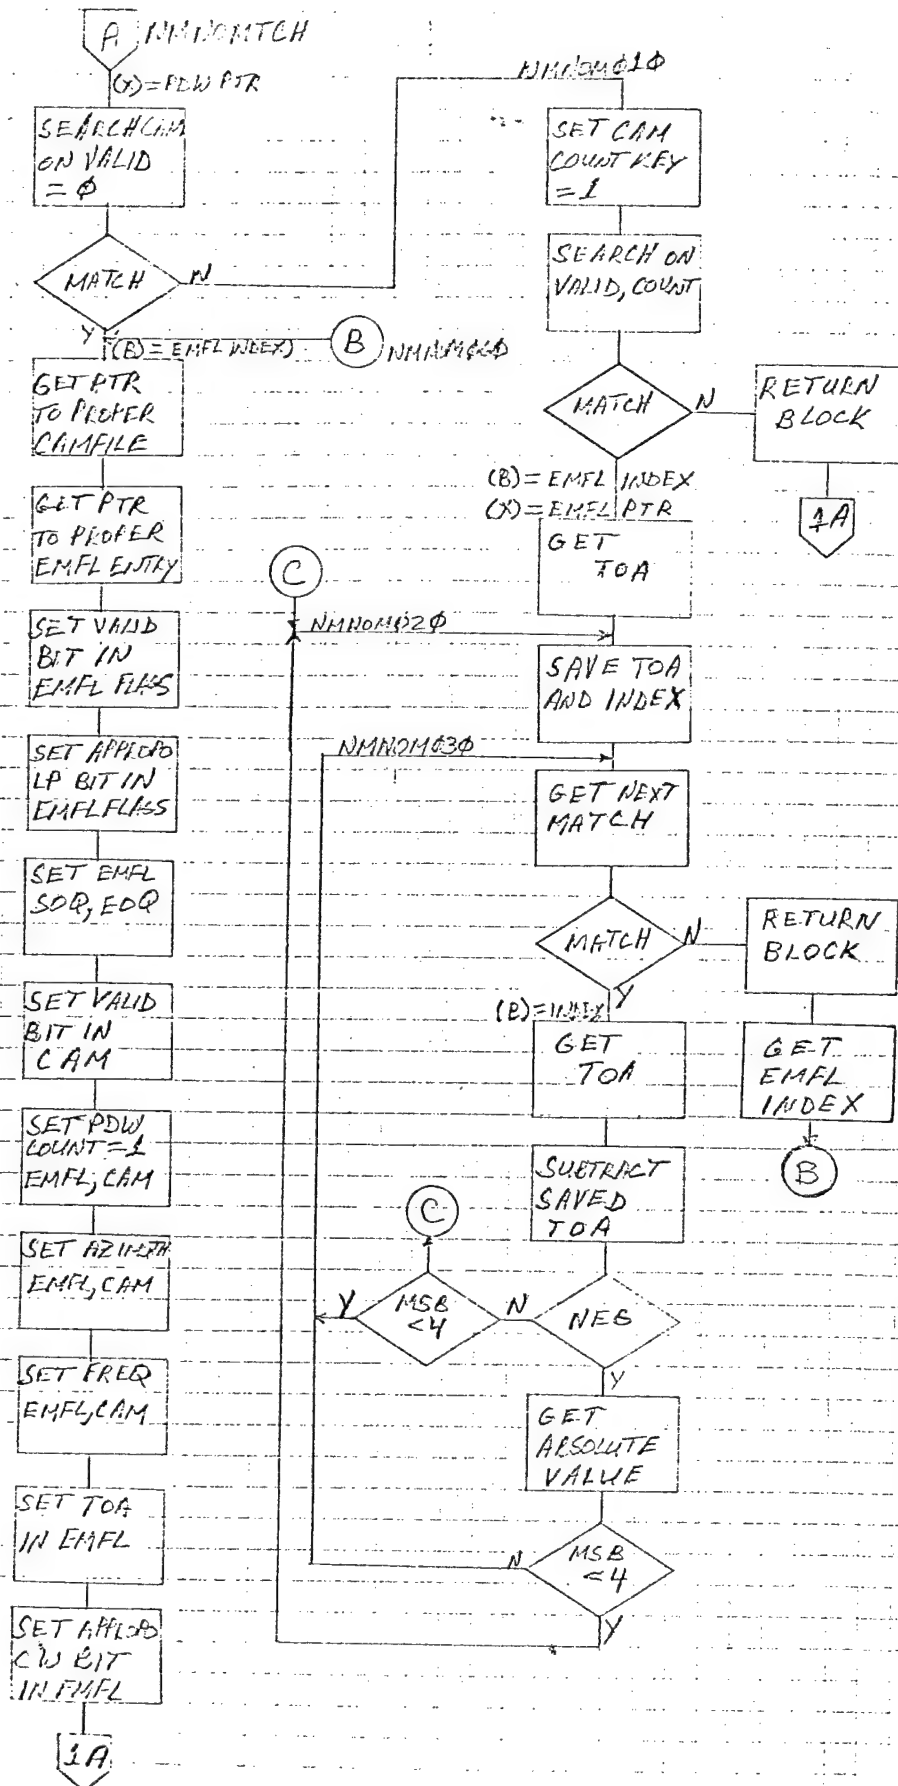 A NMNOMTCH
(X)=PDW PTR
SEARCH CAM
ON VALID
= Ø
MATCH
N
Y
(B)= EMFL INDEX)
B
GET PTR
TO PROPER
CAMFILE
GET PTR
TO PROPER
EMFL ENTRY
SET VALID
BIT IN
EMFL FLAGS
SET APPROPO
LP BIT IN
EMFL FLAGS
SET EMFL
SOQ, EOQ
SET VALID
BIT IN
CAM
SET PDW
COUNT=1
EMFL, CAM
SET AZIMTH
EMFL, CAM
SET FREQ
EMFL, CAM
SET TOA
IN EMFL
SET APPROPO
CW BIT
IN EMFL
1A
NMNOMØ1Ø
SET CAM
COUNT KEY
= 1
SEARCH ON
VALID, COUNT
MATCH
N
RETURN
BLOCK
1A
(B)= EMFL INDEX
(X)= EMFL PTR
GET
TOA
C
NMNOMØ2Ø
SAVE TOA
AND INDEX
NMNOMØ3Ø
GET NEXT
MATCH
MATCH
N
RETURN
BLOCK
GET
EMFL
INDEX
B
Y
(B)=INDEX
GET
TOA
SUBTRACT
SAVED
TOA
C
Y
MSB
<4
N
NEG
Y
GET
ABSOLUTE
VALUE
N
MSB
<4
Y